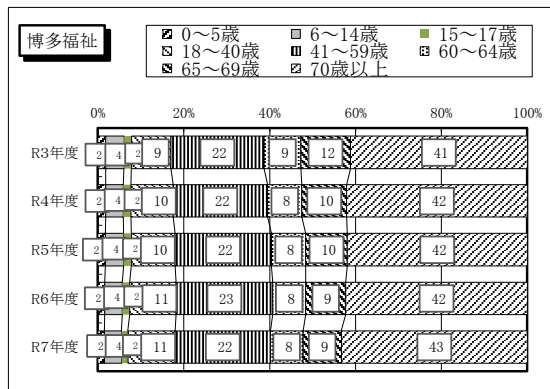 博多福祉
0～5歳 6～14歳 15～17歳
18～40歳 41～59歳 60～64歳
65～69歳 70歳以上
0% 20% 40% 60% 80% 100%
R3年度 2 4 2 9 22 9 12 41
R4年度 2 4 2 10 22 8 10 42
R5年度 2 4 2 10 22 8 10 42
R6年度 2 4 2 11 23 8 9 42
R7年度 2 4 2 11 22 8 9 43